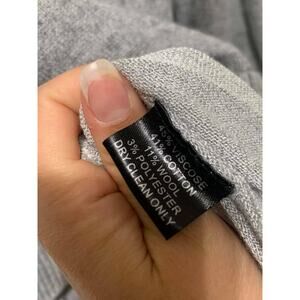 45% VISCOSE
41% COTTON
11% WOOL
3% POLYESTER
DRY CLEAN ONLY